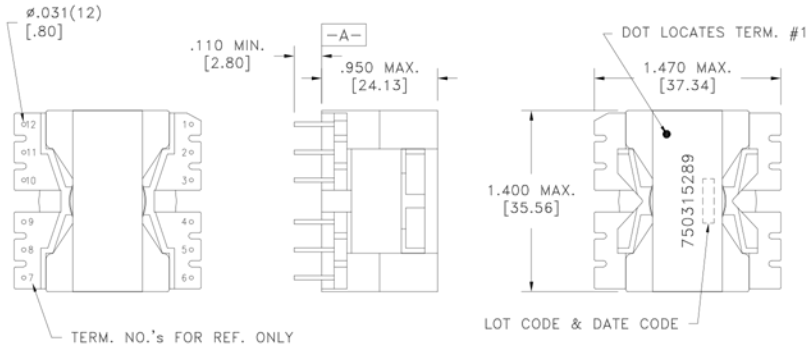 ø.031(12)
[.80]
.110 MIN.
[2.80]
-A-
.950 MAX.
[24.13]
DOT LOCATES TERM. #1
1.470 MAX.
[37.34]
12
11
10
9
8
7
1
2
3
4
5
6
1.400 MAX.
[35.56]
750315289
TERM. NO.'s FOR REF. ONLY
LOT CODE & DATE CODE